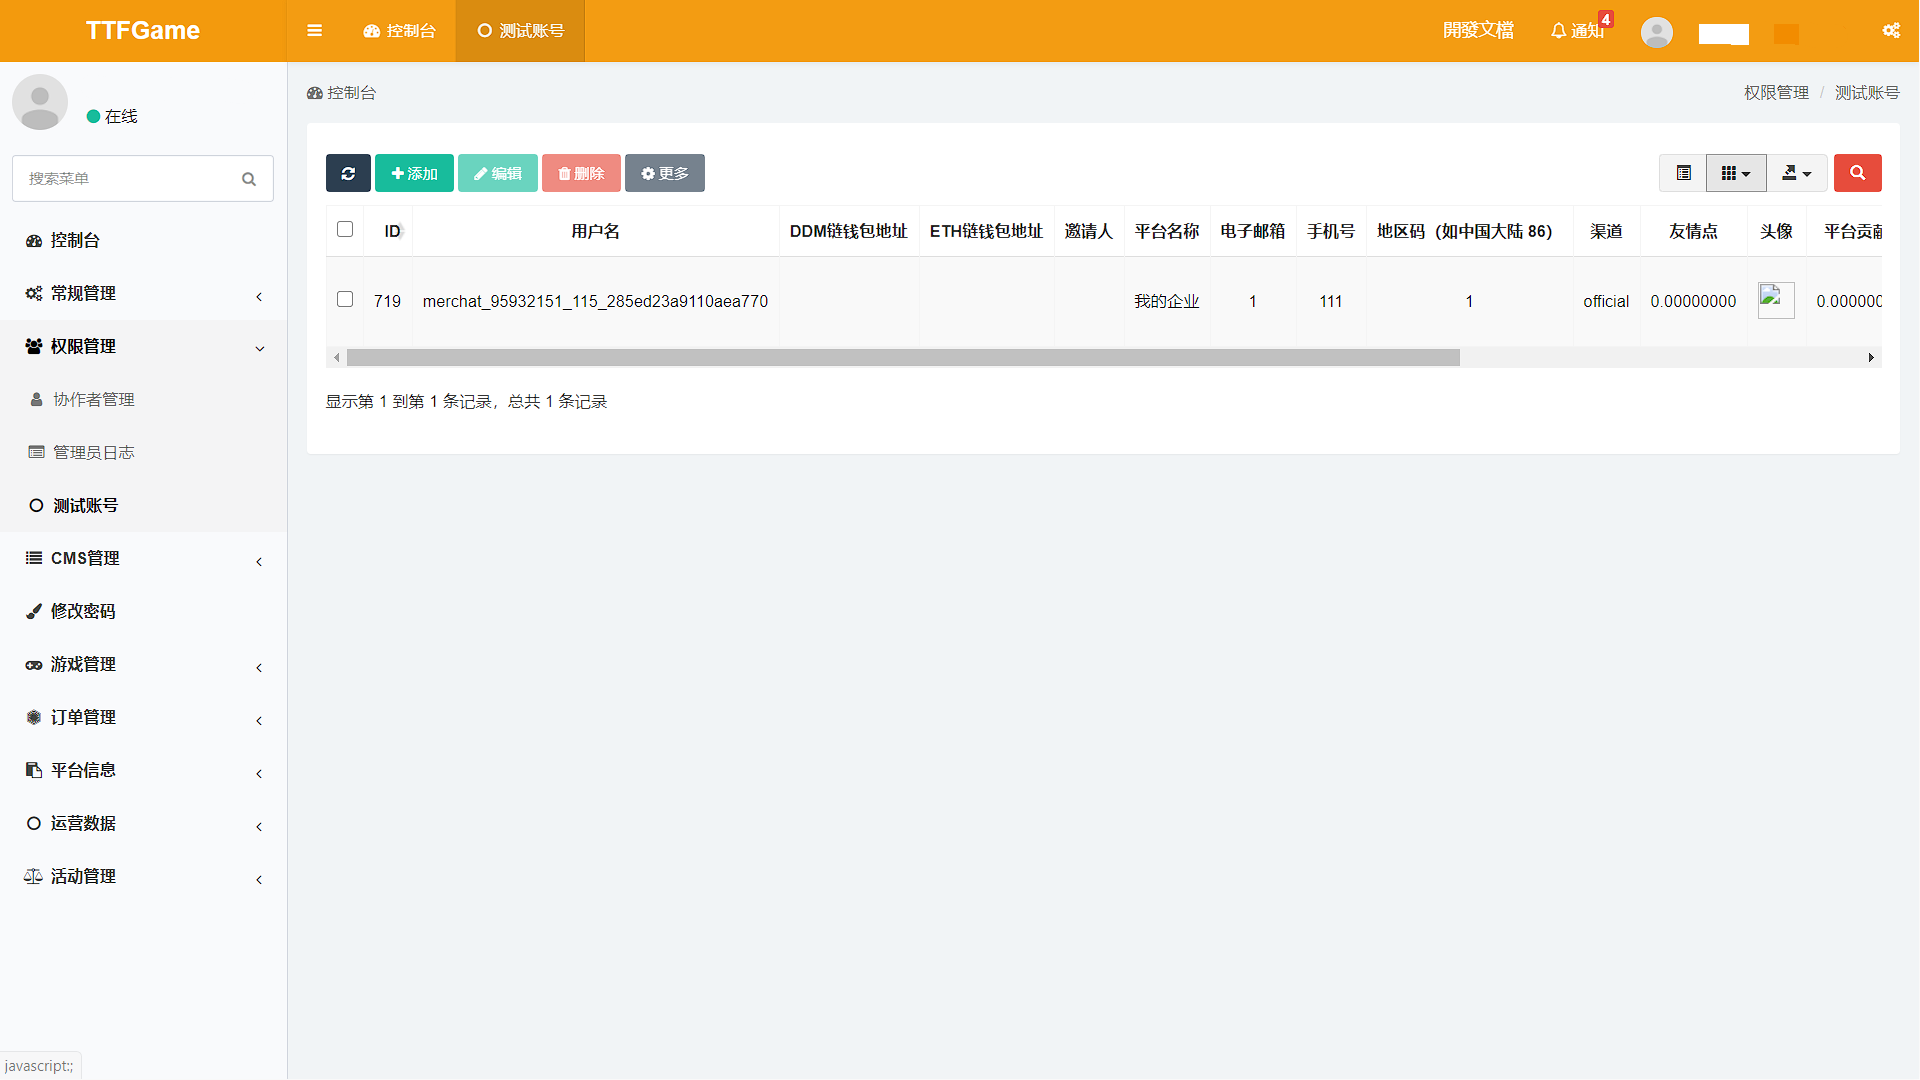 TTFGame
控制台
测试账号
開發文檔
通知
4
在线
搜索菜单
控制台
常规管理
权限管理
协作者管理
管理员日志
测试账号
CMS管理
修改密码
游戏管理
订单管理
平台信息
运营数据
活动管理
javascript:;
控制台
权限管理 / 测试账号
添加 编辑 删除 更多
ID 用户名 DDM链钱包地址 ETH链钱包地址 邀请人 平台名称 电子邮箱 手机号 地区码（如中国大陆 86） 渠道 友情点 头像 平台贡献
719 merchat_95932151_115_285ed23a9110aea770 我的企业 1 111 1 official 0.00000000 0.000000
显示第 1 到第 1 条记录，总共 1 条记录